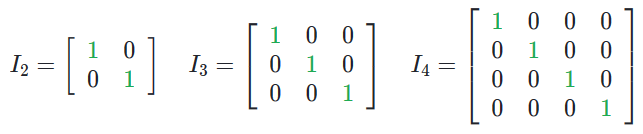 I₂ = [ 1 0 ; 0 1 ] I₃ = [ 1 0 0 ; 0 1 0 ; 0 0 1 ] I₄ = [ 1 0 0 0 ; 0 1 0 0 ; 0 0 1 0 ; 0 0 0 1 ]